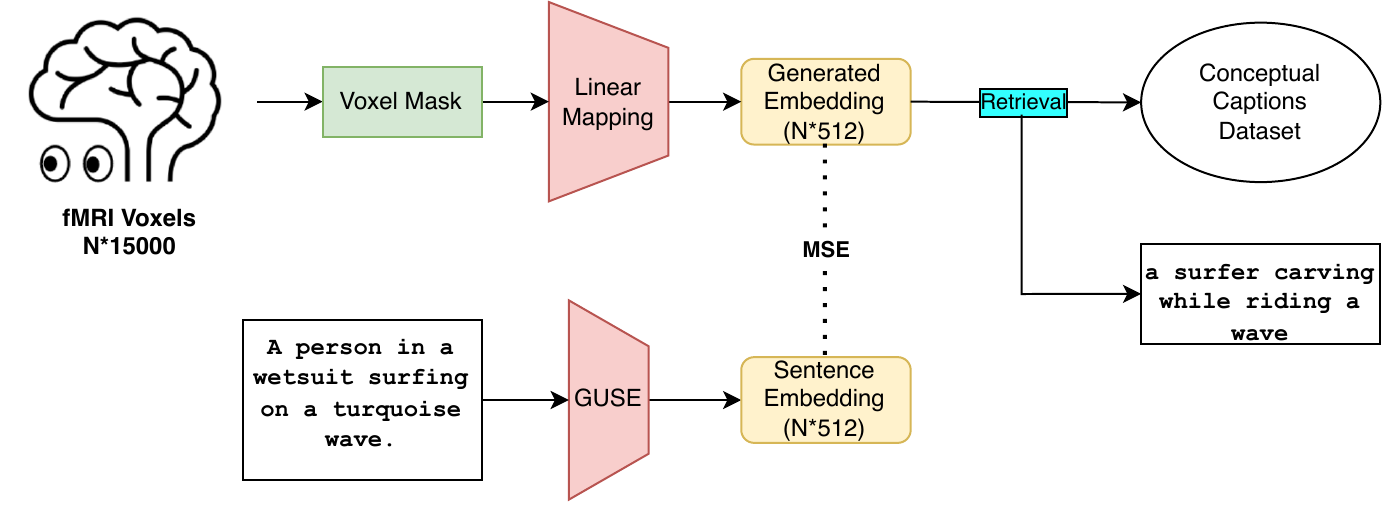 fMRI Voxels
N*15000
Voxel Mask
Linear
Mapping
Generated
Embedding
(N*512)
Retrieval
Conceptual
Captions
Dataset
MSE
a surfer carving
while riding a
wave
A person in a
wetsuit surfing
on a turquoise
wave.
GUSE
Sentence
Embedding
(N*512)